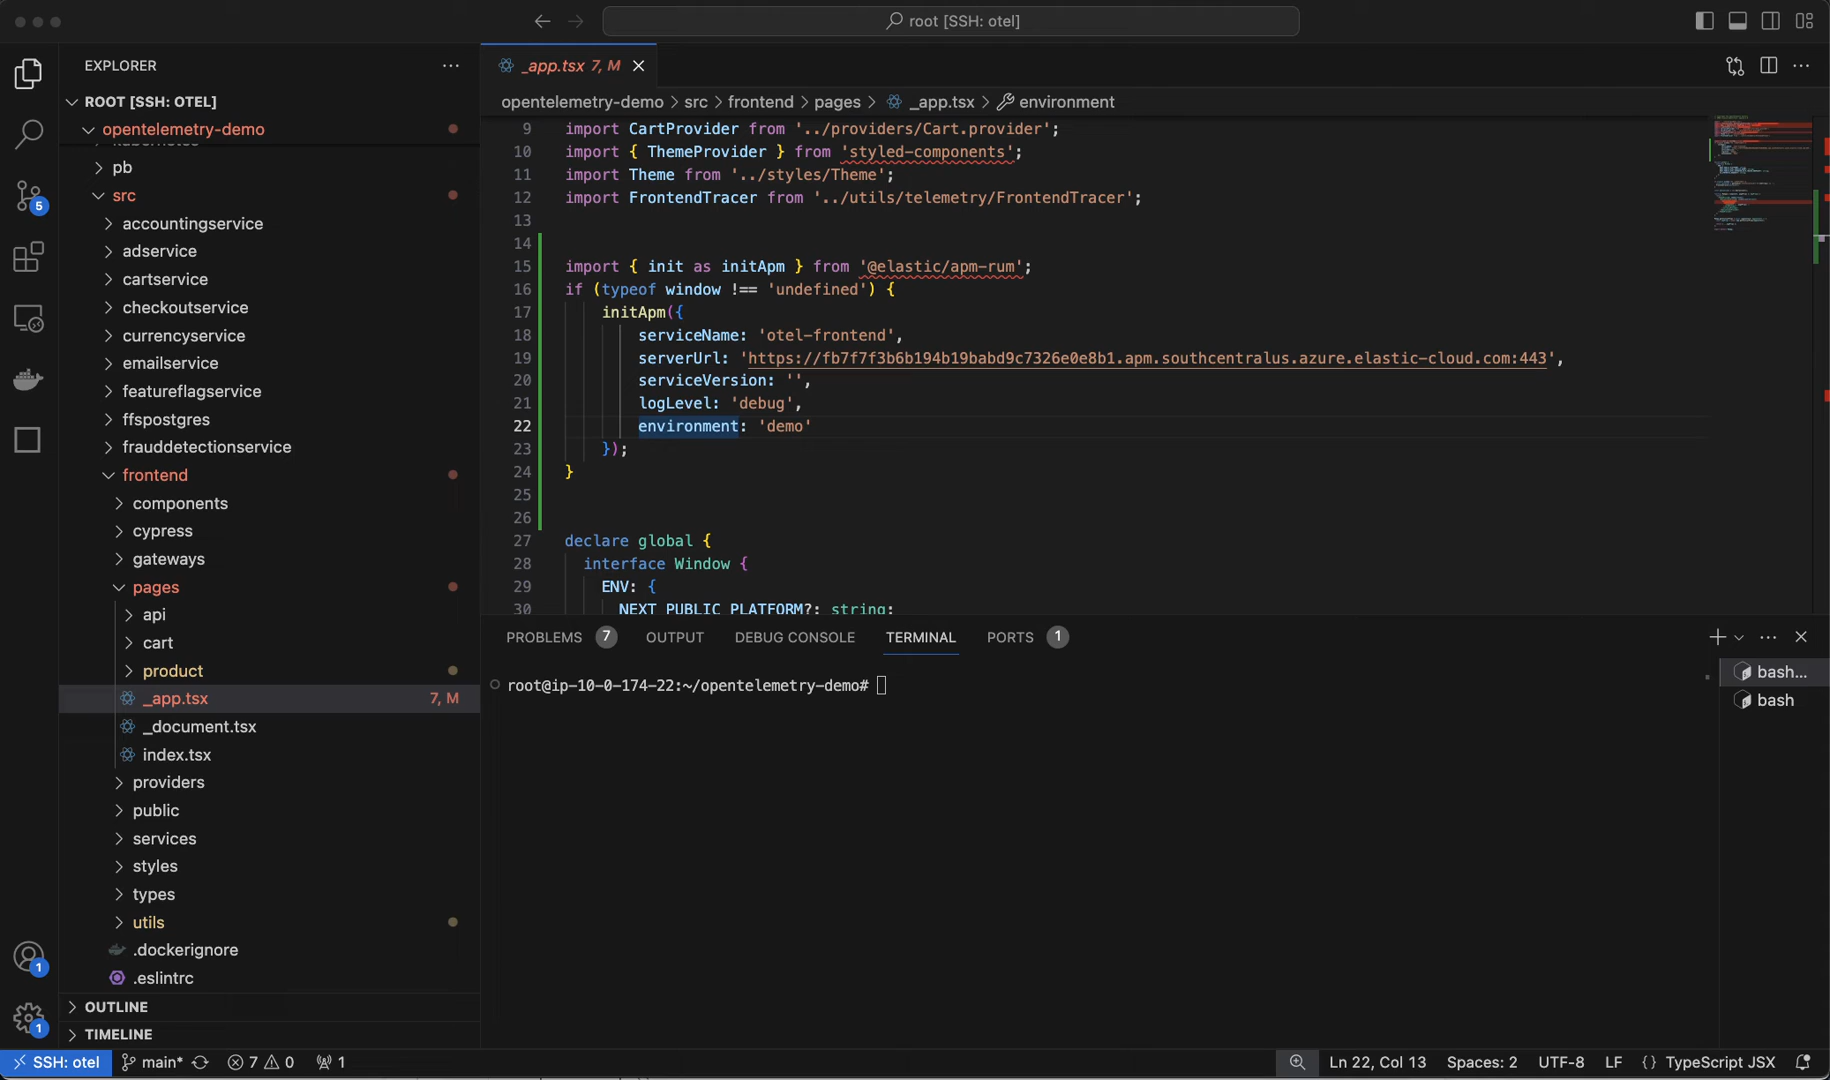 root [SSH: otel]
EXPLORER
ROOT [SSH: OTEL]
opentelemetry-demo
kubernetes
pb
src
accountingservice
adservice
cartservice
checkoutservice
currencyservice
emailservice
featureflagservice
ffspostgres
frauddetectionservice
frontend
components
cypress
gateways
pages
api
cart
product
_app.tsx 7, M
_document.tsx
index.tsx
providers
public
services
styles
types
utils
.dockerignore
.eslintrc
OUTLINE
TIMELINE
5
1
1
_app.tsx 7, M
opentelemetry-demo > src > frontend > pages > _app.tsx > environment
9 import CartProvider from '../providers/Cart.provider';
10 import { ThemeProvider } from 'styled-components';
11 import Theme from '../styles/Theme';
12 import FrontendTracer from '../utils/telemetry/FrontendTracer';
13
14
15 import { init as initApm } from '@elastic/apm-rum';
16 if (typeof window !== 'undefined') {
17 initApm({
18 serviceName: 'otel-frontend',
19 serverUrl: 'https://fb7f7f3b6b194b19babd9c7326e0e8b1.apm.southcentralus.azure.elastic-cloud.com:443',
20 serviceVersion: '',
21 logLevel: 'debug',
22 environment: 'demo'
23 });
24 }
25
26
27 declare global {
28 interface Window {
29 ENV: {
30 NEXT_PUBLIC_PLATFORM?: string;
PROBLEMS 7 OUTPUT DEBUG CONSOLE TERMINAL PORTS 1
root@ip-10-0-174-22:~/opentelemetry-demo#
bash...
bash
SSH: otel main* 7 0 1 Ln 22, Col 13 Spaces: 2 UTF-8 LF {} TypeScript JSX